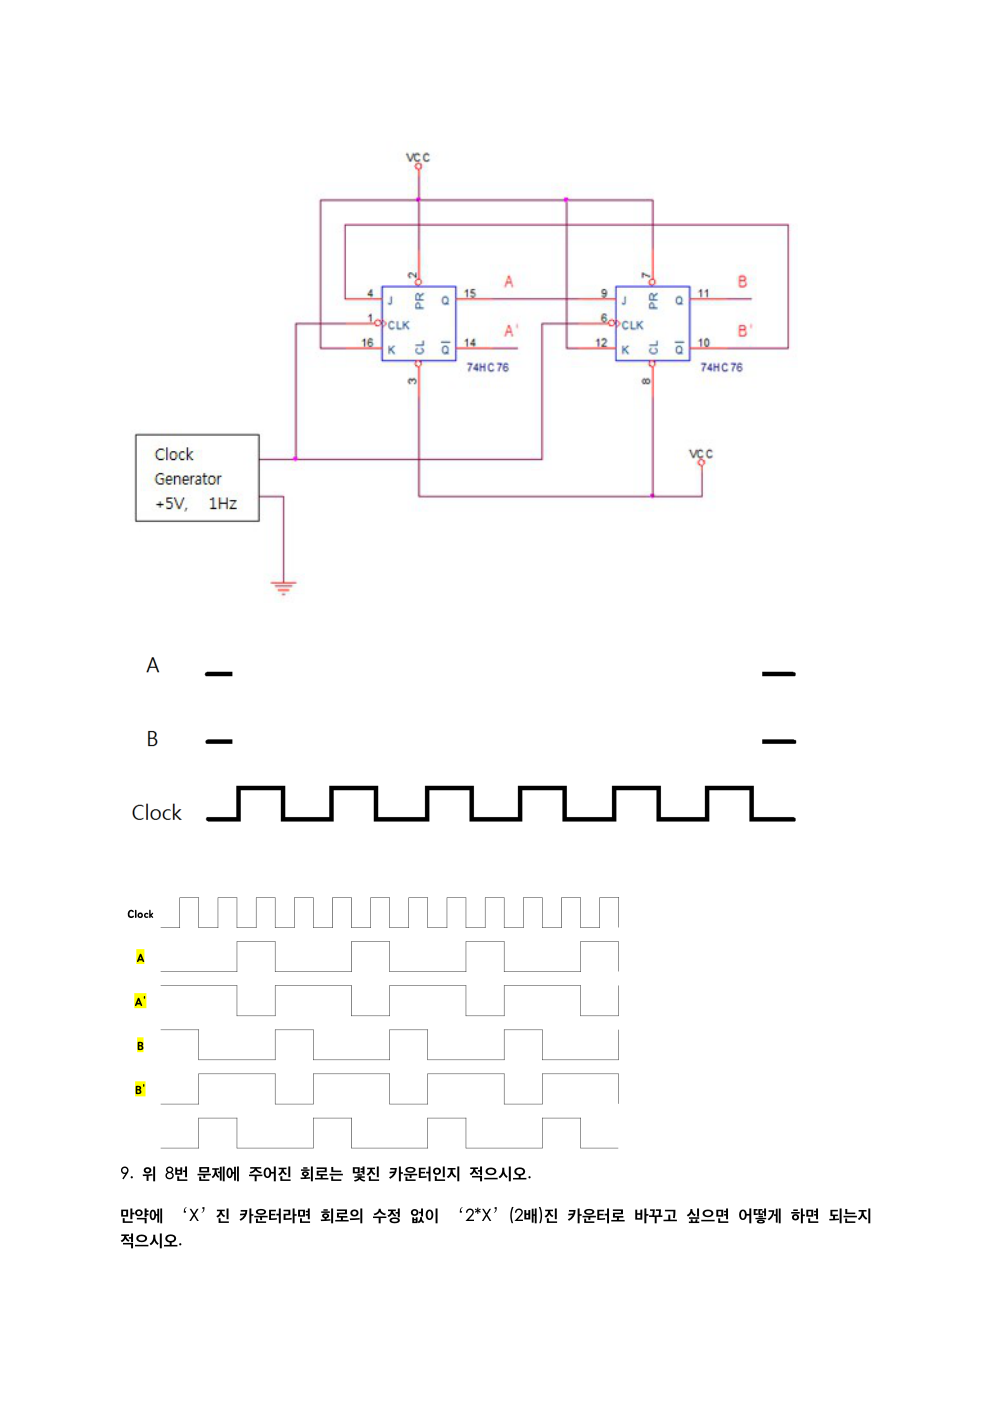 VCC
2
7
4 J PR Q 15 A
9 J PR Q 11 B
1 CLK A'
6 CLK B'
16 K CL Q 14
12 K CL Q 10
74HC76
74HC76
3
8
Clock
Generator
+5V, 1Hz
VCC
A
B
Clock
Clock
A
A'
B
B'
9. 위 8번 문제에 주어진 회로는 몇진 카운터인지 적으시오.
만약에 ‘X’ 진 카운터라면 회로의 수정 없이 ‘2*X’ (2배)진 카운터로 바꾸고 싶으면 어떻게 하면 되는지
적으시오.